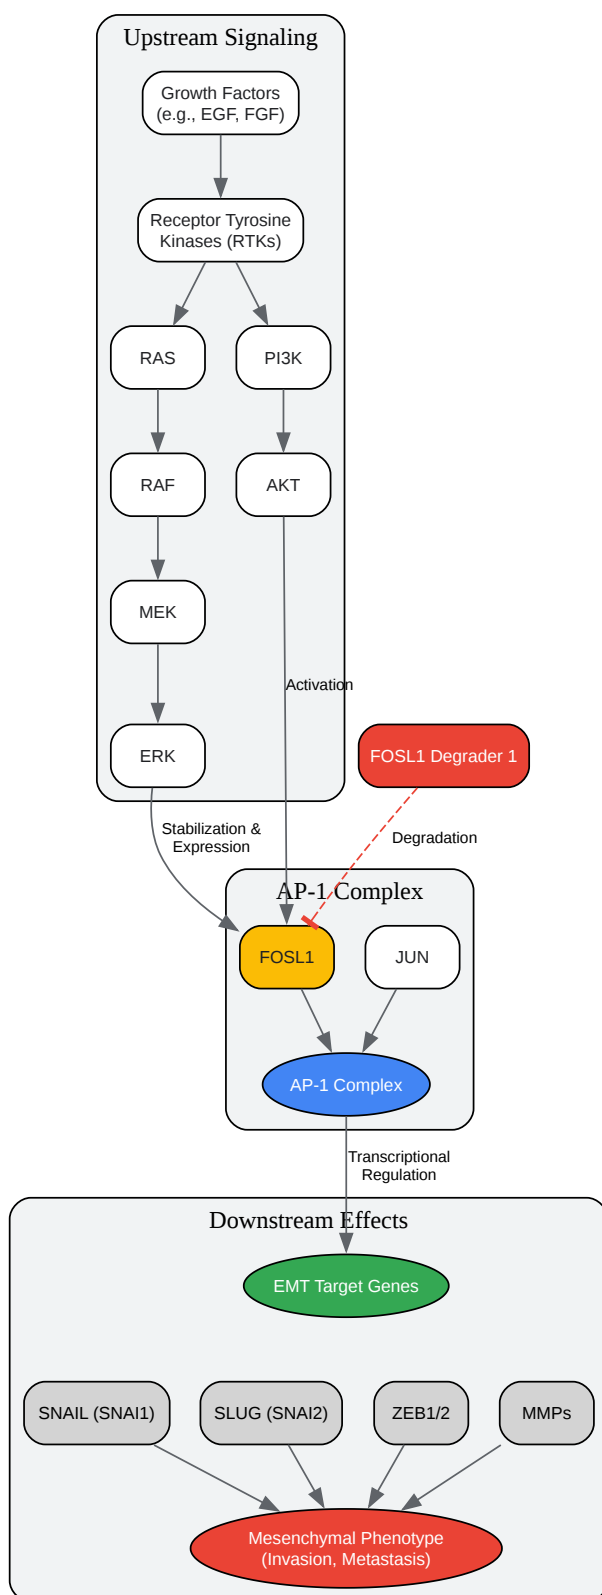 Upstream Signaling
Growth Factors
(e.g., EGF, FGF)
Receptor Tyrosine
Kinases (RTKs)
RAS
PI3K
RAF
AKT
MEK
Activation
ERK
FOSL1 Degrader 1
Stabilization &
Expression
Degradation
AP-1 Complex
FOSL1
JUN
AP-1 Complex
Transcriptional
Regulation
Downstream Effects
EMT Target Genes
SNAIL (SNAI1)
SLUG (SNAI2)
ZEB1/2
MMPs
Mesenchymal Phenotype
(Invasion, Metastasis)